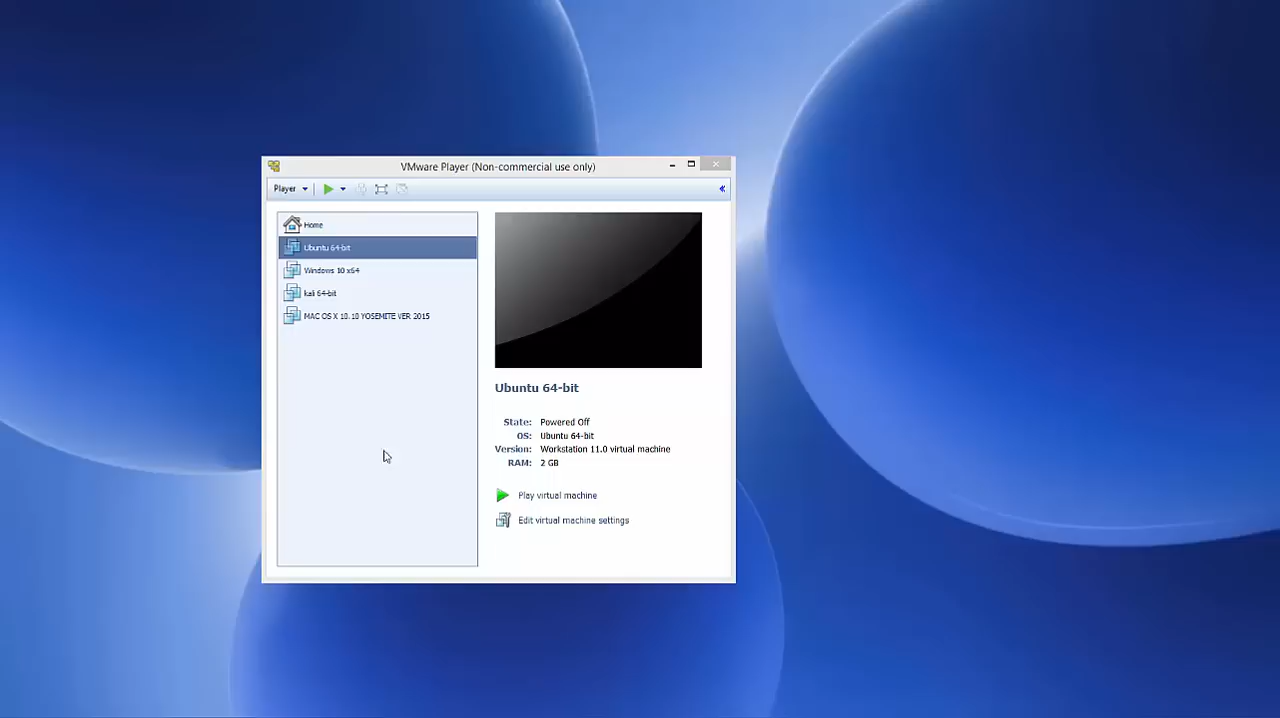 VMware Player (Non-commercial use only)
Player
Home
Ubuntu 64-bit
Windows 10 x64
kali 64-bit
MAC OS X 10.10 YOSEMITE VER 2015
Ubuntu 64-bit
State: Powered Off
OS: Ubuntu 64-bit
Version: Workstation 11.0 virtual machine
RAM: 2 GB
Play virtual machine
Edit virtual machine settings